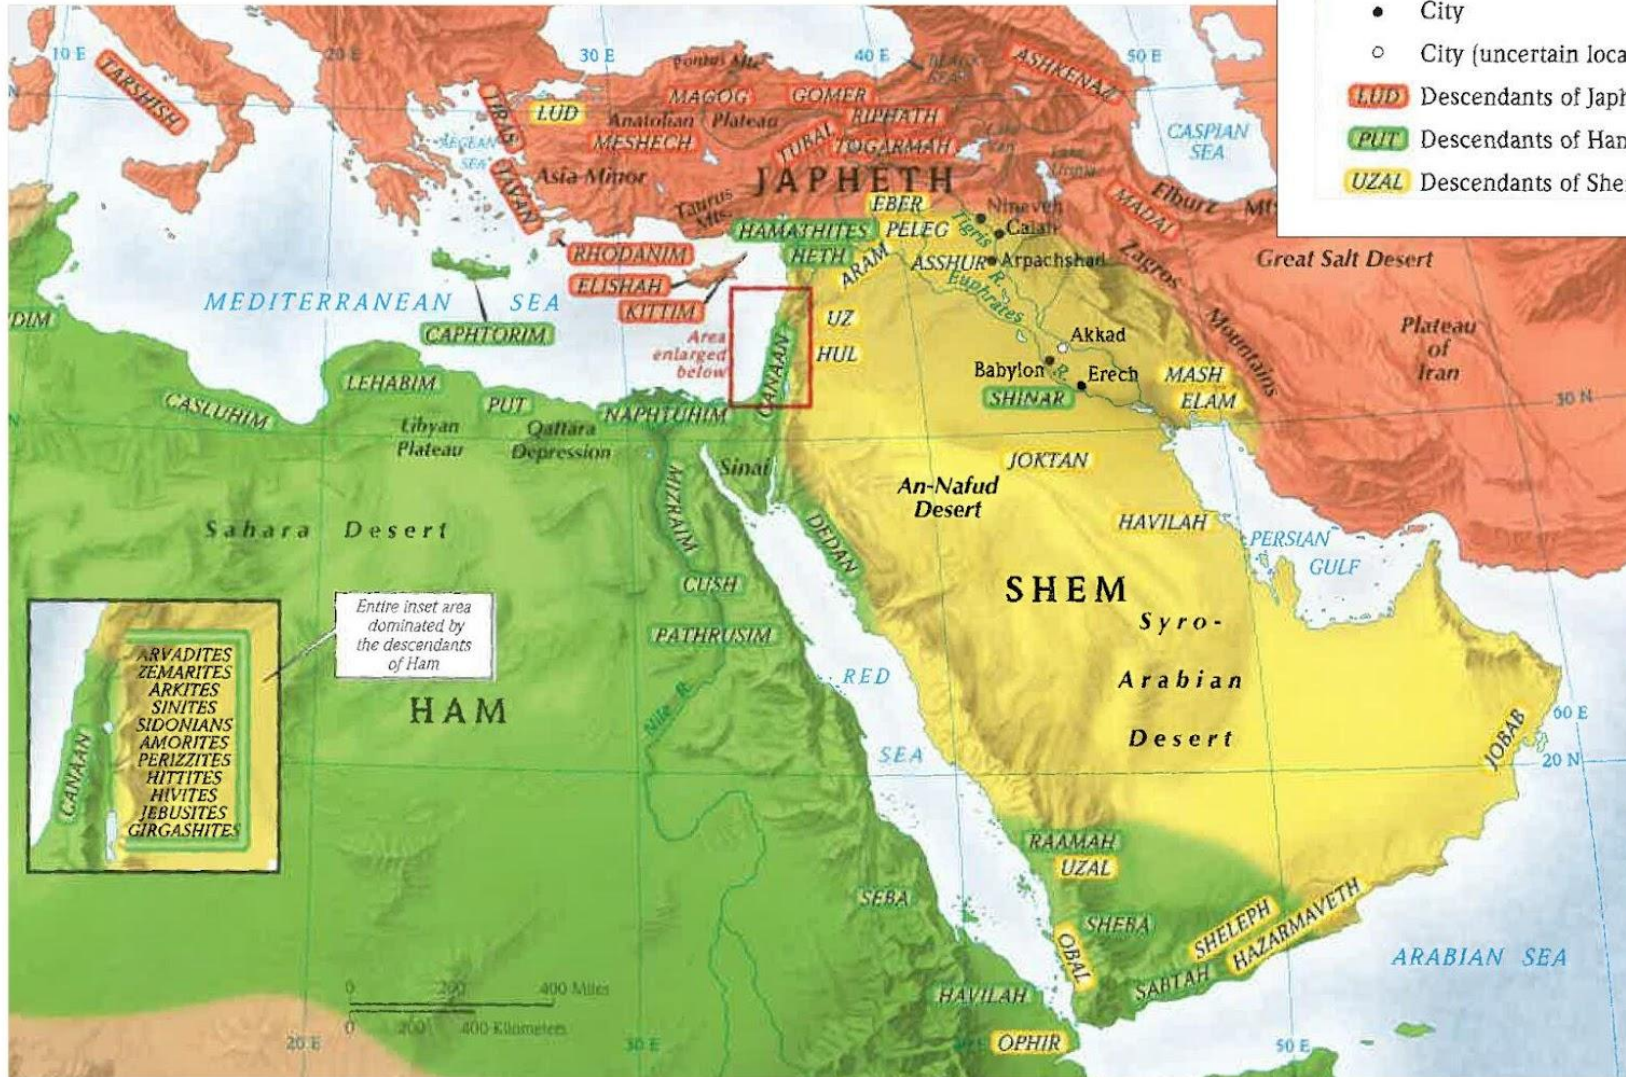 City
City (uncertain loca
LUD Descendants of Japh
PUT Descendants of Ham
UZAL Descendants of She
10 E
20 E
30 E
40 E
50 E
TARSHISH
TIRAS
LUD
Pontus Mts.
MAGOG
GOMER
BLACK SEA
ASHKENAZ
Anatolian Plateau
RIPHATH
CASPIAN
SEA
AEGEAN
SEA
MESHECH
TUBAL
TOGARMAH
JAVAN
Asia Minor
JAPHETH
Taurus
Mts.
EBER
Tigris
R.
Nineveh
MADAI
Elburz Mts
HAMATHITES
PELEG
Calah
RHODANIM
HETH
ARAM
ASSHUR
Arpachshad
Zagros
Mountains
Great Salt Desert
ELISHAH
Euphrates
R.
MEDITERRANEAN SEA
KITTIM
UZ
DIM
CAPHTORIM
Area
enlarged
below
CANAAN
HUL
Akkad
Plateau
of
Iran
Babylon
Erech
MASH
LEHABIM
SHINAR
ELAM
30 N
CASLUHIM
PUT
NAPHTUHIM
Libyan
Plateau
Qattara
Depression
Sinai
JOKTAN
An-Nafud
Desert
MIZRAIM
Sahara Desert
DEDAN
HAVILAH
PERSIAN
GULF
CUSH
SHEM
Entire inset area
dominated by
the descendants
of Ham
PATHRUSIM
Syro-
Arabian
Desert
ARVADITES
ZEMARITES
ARKITES
SINITES
SIDONIANS
AMORITES
PERIZZITES
HITTITES
HIVITES
JEBUSITES
GIRGASHITES
CANAAN
HAM
Nile R.
RED
SEA
60 E
JOBAB
20 N
RAAMAH
UZAL
SEBA
SHEBA
OBAL
SHELEPH
HAZARMAVETH
SABTAH
ARABIAN SEA
0 200 400 Miles
0 200 400 Kilometers
HAVILAH
OPHIR
20 E
30 E
50 E